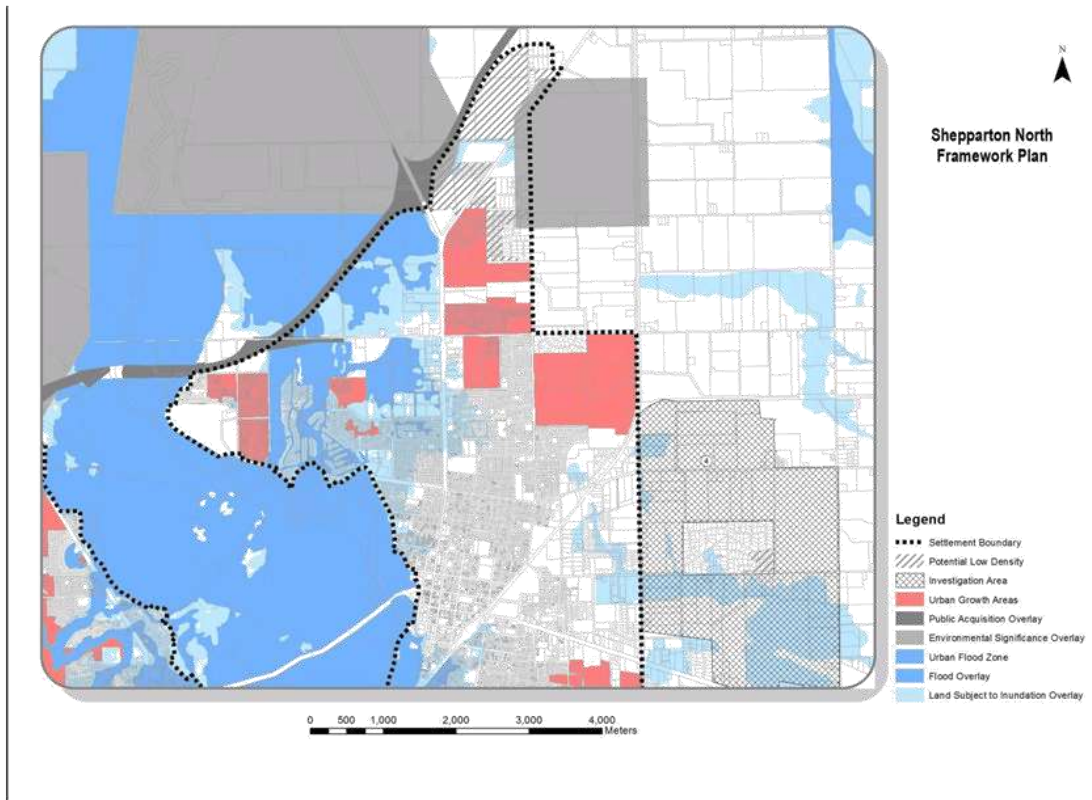 N
Shepparton North
Framework Plan
4
Legend
Settlement Boundary
Potential Low Density
Investigation Area
Urban Growth Areas
Public Acquisition Overlay
Environmental Significance Overlay
Urban Flood Zone
Flood Overlay
Land Subject to Inundation Overlay
0 500 1,000 2,000 3,000 4,000
Meters